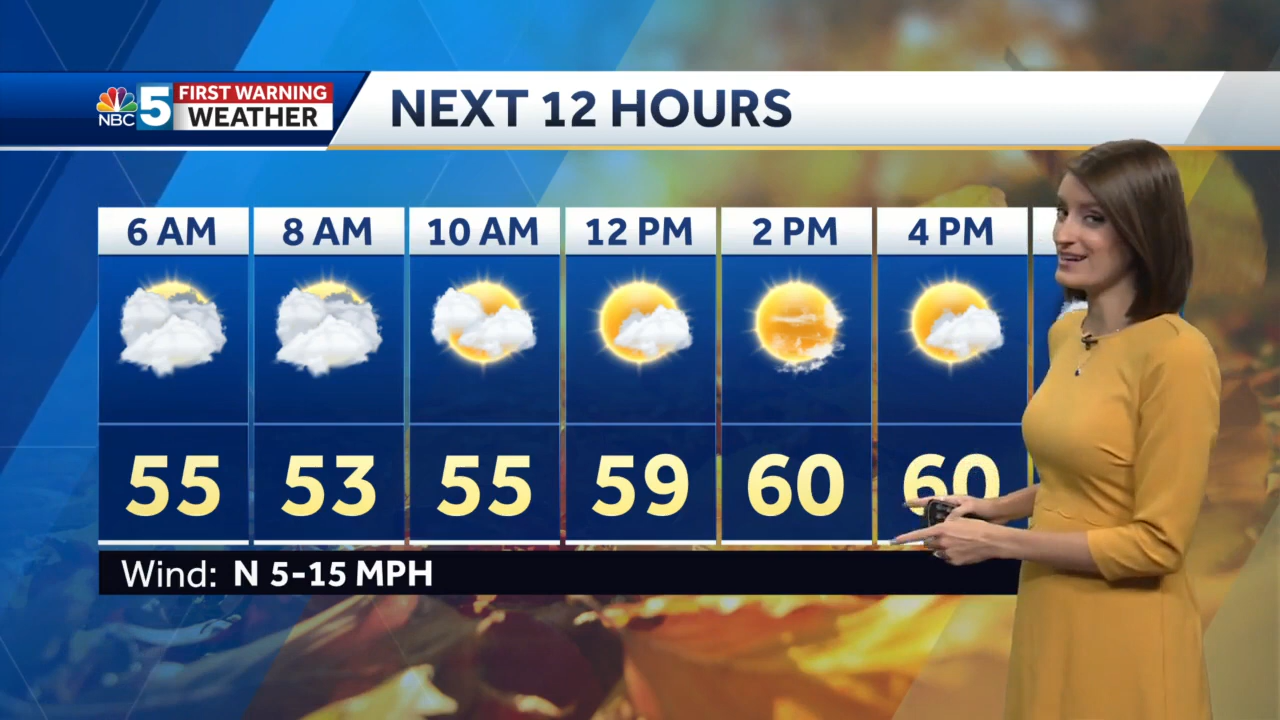 NBC 5 FIRST WARNING WEATHER
NEXT 12 HOURS
6 AM 8 AM 10 AM 12 PM 2 PM 4 PM
55 53 55 59 60 60
Wind: N 5-15 MPH